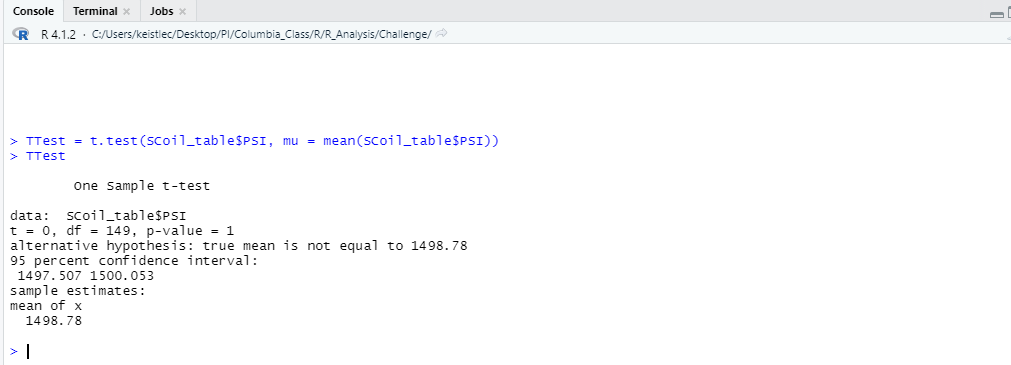 Console Terminal × Jobs ×
R R 4.1.2 · C:/Users/keistlec/Desktop/PI/Columbia_Class/R/R_Analysis/Challenge/
> TTest = t.test(SCoil_table$PSI, mu = mean(SCoil_table$PSI))
> TTest
One Sample t-test
data:  SCoil_table$PSI
t = 0, df = 149, p-value = 1
alternative hypothesis: true mean is not equal to 1498.78
95 percent confidence interval:
1497.507 1500.053
sample estimates:
mean of x
1498.78
>